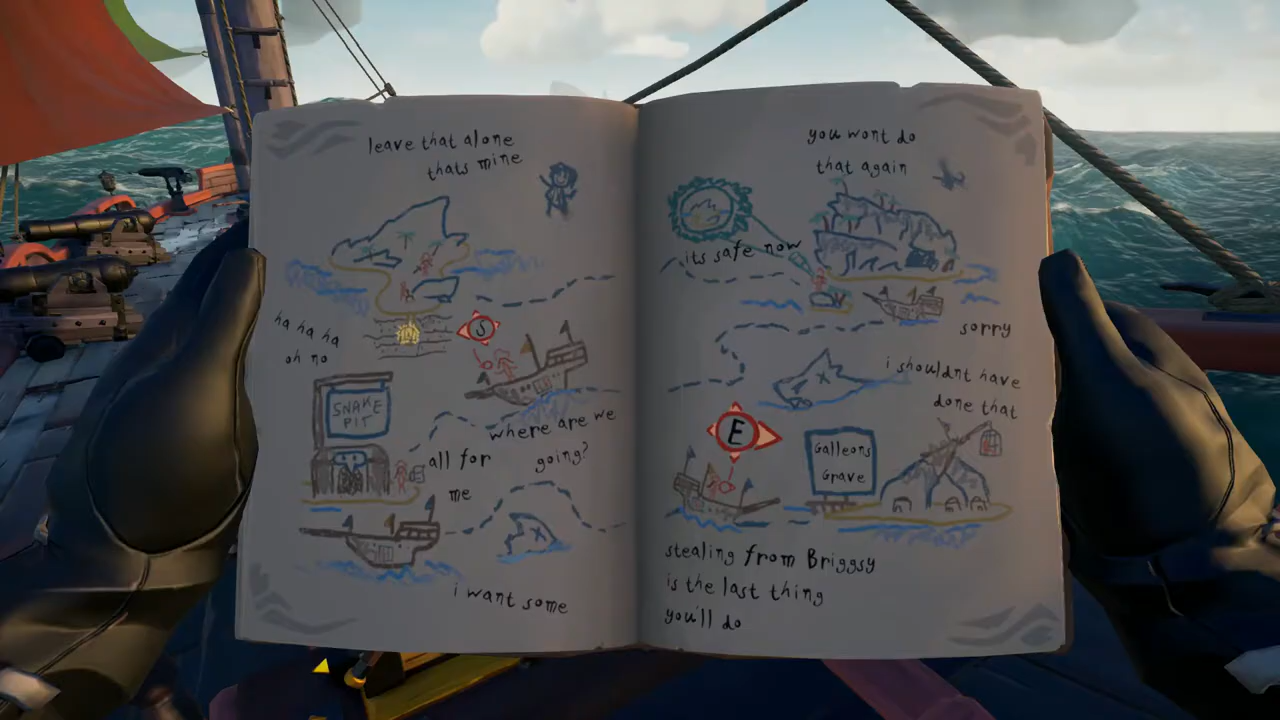 leave that alone
thats mine
ha ha ha
oh no
S
SNAKE
PIT
where are we
all for
going?
me
i want some
you wont do
that again
its safe now
sorry
i shouldnt have
done that
E
Galleons
Grave
stealing from Briggsy
is the last thing
you'll do